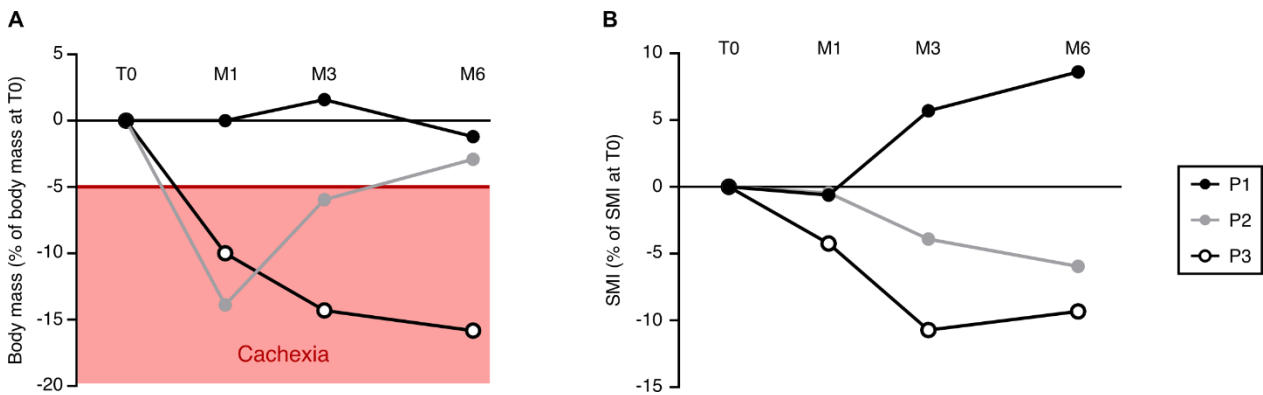 A
Body mass (% of body mass at T0)
5
0
-5
-10
-15
-20
T0
M1
M3
M6
Cachexia
B
SMI (% of SMI at T0)
10
5
0
-5
-10
-15
T0
M1
M3
M6
P1
P2
P3